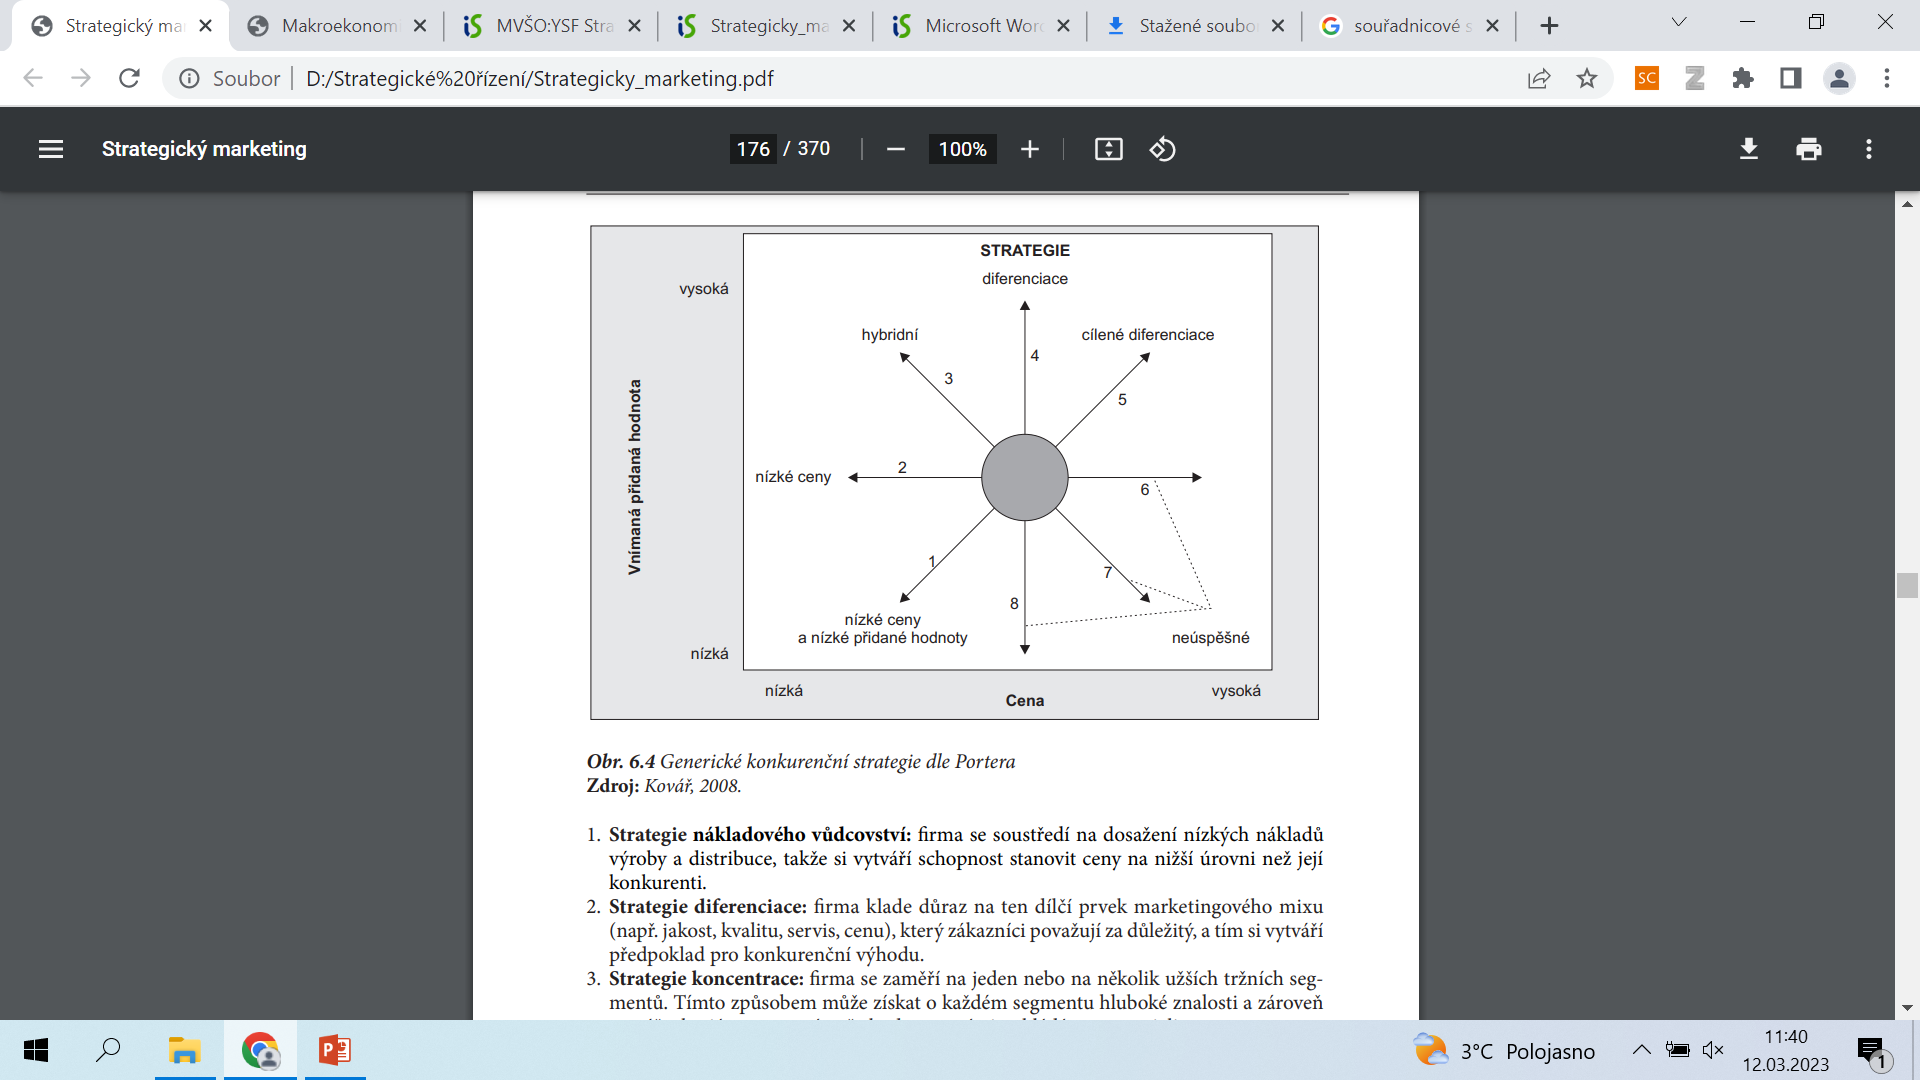 Strategický ma
Makroekonom
MVŠO:YSF Stra
Strategicky_ma
Microsoft Word
Stažené soubo
souřadnicové s
Soubor
D:/Strategické%20řízení/Strategicky_marketing.pdf
SC
Strategický marketing
176 / 370
100%
STRATEGIE
diferenciace
vysoká
hybridní
cílené diferenciace
4
3
5
Vnímaná přidaná hodnota
nízké ceny
2
6
1
7
8
nízké ceny
a nízké přidané hodnoty
neúspěšné
nízká
nízká
vysoká
Cena
Obr. 6.4 Generické konkurenční strategie dle Portera
Zdroj: Kovář, 2008.
1. Strategie nákladového vůdcovství: firma se soustředí na dosažení nízkých nákladů
výroby a distribuce, takže si vytváří schopnost stanovit ceny na nižší úrovni než její
konkurenti.
2. Strategie diferenciace: firma klade důraz na ten dílčí prvek marketingového mixu
(např. jakost, kvalitu, servis, cenu), který zákazníci považují za důležitý, a tím si vytváří
předpoklad pro konkurenční výhodu.
3. Strategie koncentrace: firma se zaměří na jeden nebo na několik užších tržních seg-
mentů. Tímto způsobem může získat o každém segmentu hluboké znalosti a zároveň
3°C Polojasno
11:40
12.03.2023
1